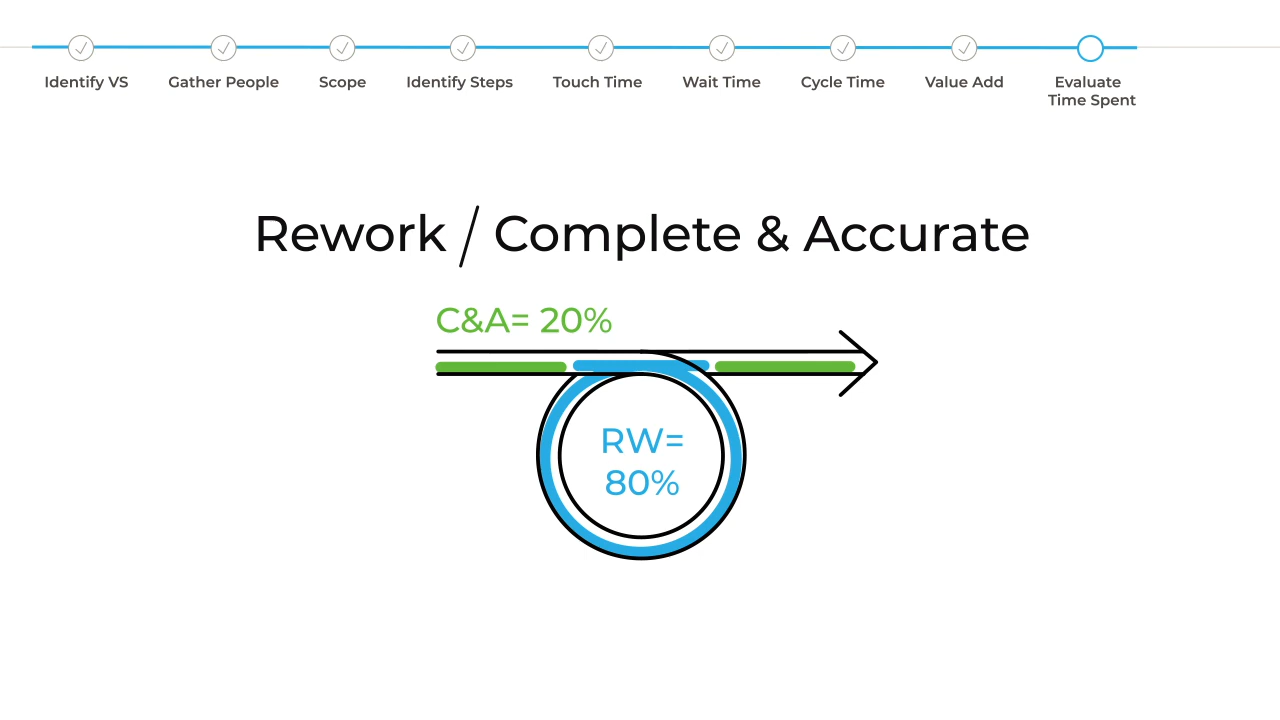 Identify VS
Gather People
Scope
Identify Steps
Touch Time
Wait Time
Cycle Time
Value Add
Evaluate
Time Spent
Rework / Complete & Accurate
C&A= 20%
RW=
80%